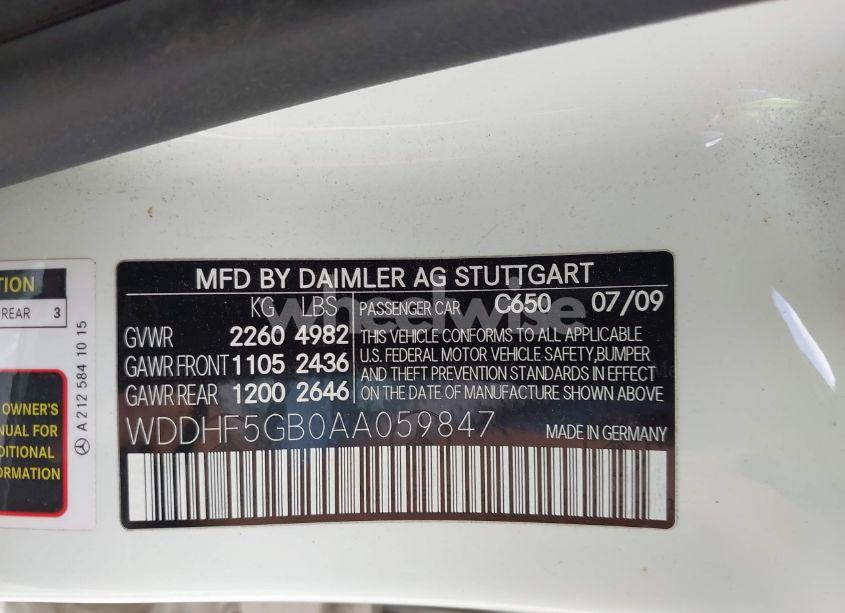 TION
REAR 3
OWNER'S
ANUAL FOR
DITIONAL
FORMATION
A 212 584 10 15
MFD BY DAIMLER AG STUTTGART
KG LBS PASSENGER CAR C650 07/09
GVWR 2260 4982 THIS VEHICLE CONFORMS TO ALL APPLICABLE
GAWR FRONT 1105 2436 U.S. FEDERAL MOTOR VEHICLE SAFETY,BUMPER
AND THEFT PREVENTION STANDARDS IN EFFECT
GAWR REAR 1200 2646 ON THE DATE OF MANUFACTURE SHOWN ABOVE
WDDHF5GB0AA059847 MADE IN GERMANY
wheelwise